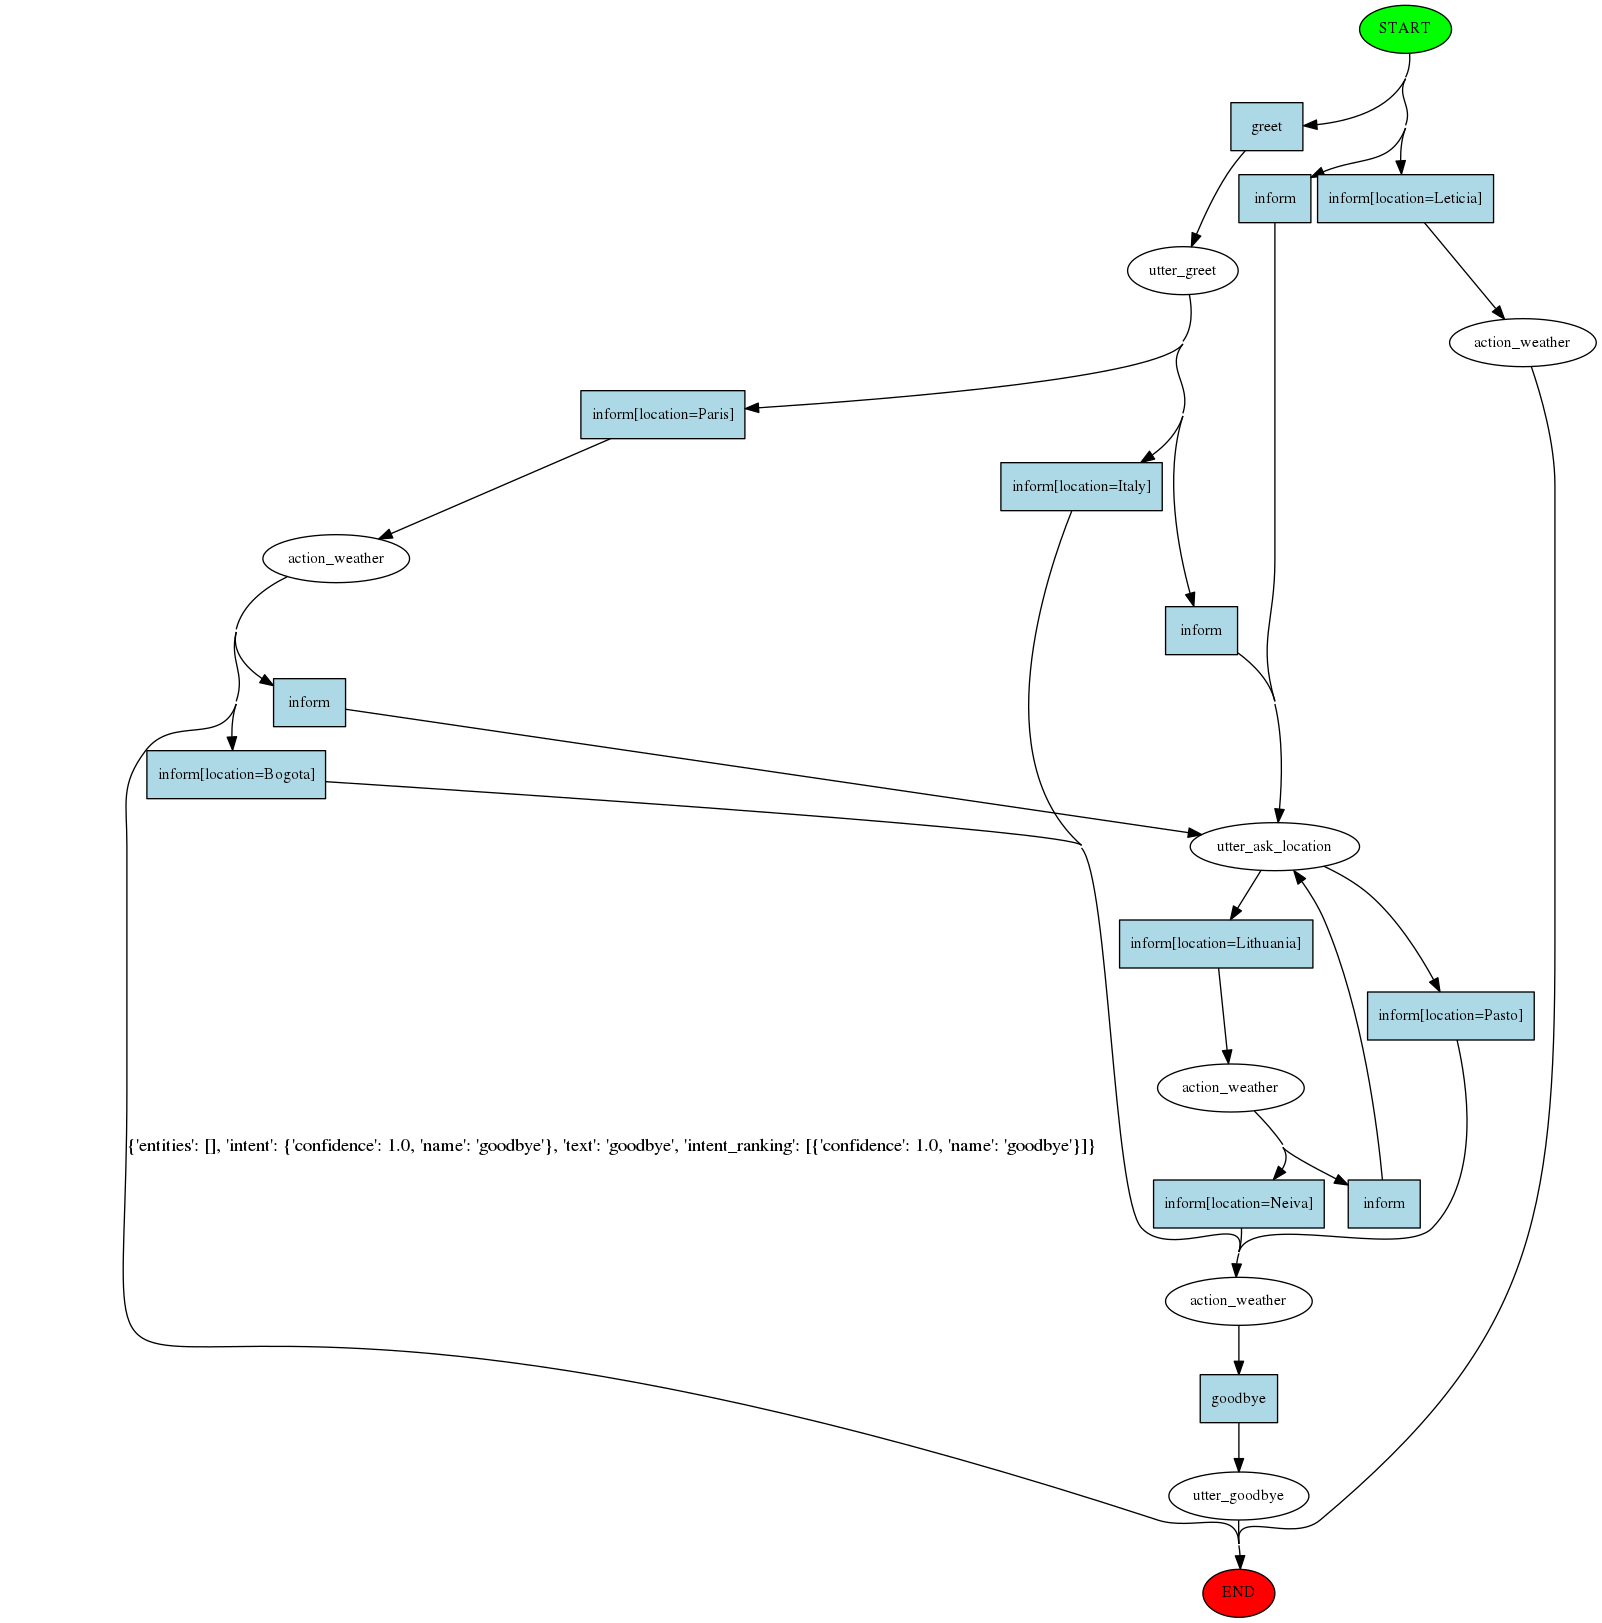 START
greet
inform
inform[location=Leticia]
utter_greet
action_weather
inform[location=Paris]
inform[location=Italy]
action_weather
inform
inform
inform[location=Bogota]
utter_ask_location
inform[location=Lithuania]
inform[location=Pasto]
action_weather
{'entities': [], 'intent': {'confidence': 1.0, 'name': 'goodbye'}, 'text': 'goodbye', 'intent_ranking': [{'confidence': 1.0, 'name': 'goodbye'}]}
inform[location=Neiva]
inform
action_weather
goodbye
utter_goodbye
END